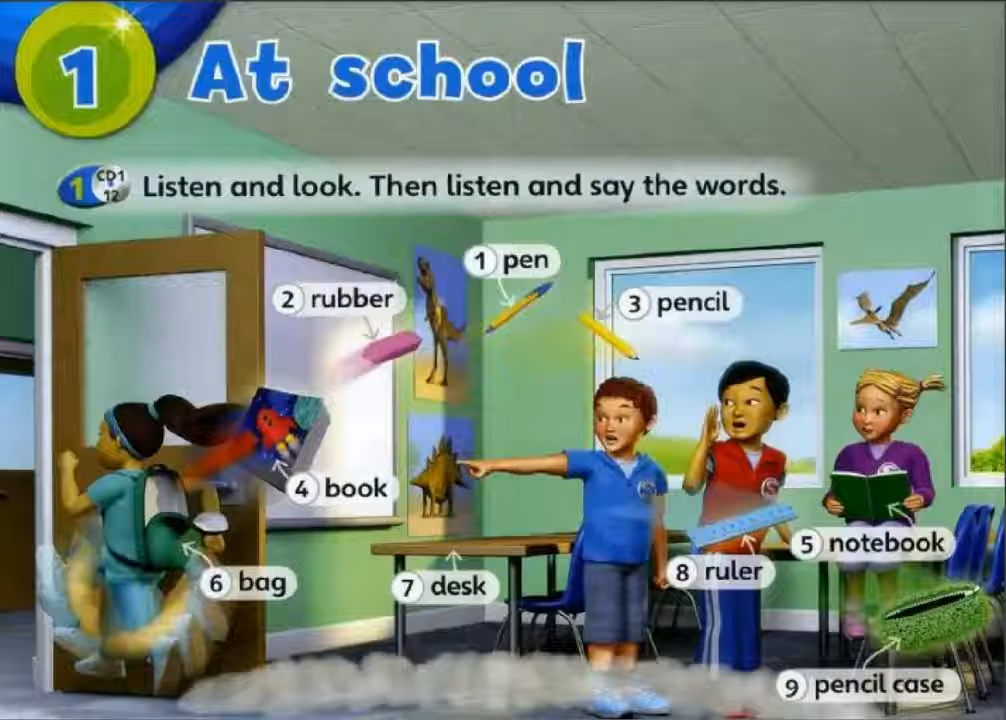 1 At school
1 CD1 12 Listen and look. Then listen and say the words.
1 pen
2 rubber
3 pencil
4 book
5 notebook
6 bag
7 desk
8 ruler
9 pencil case